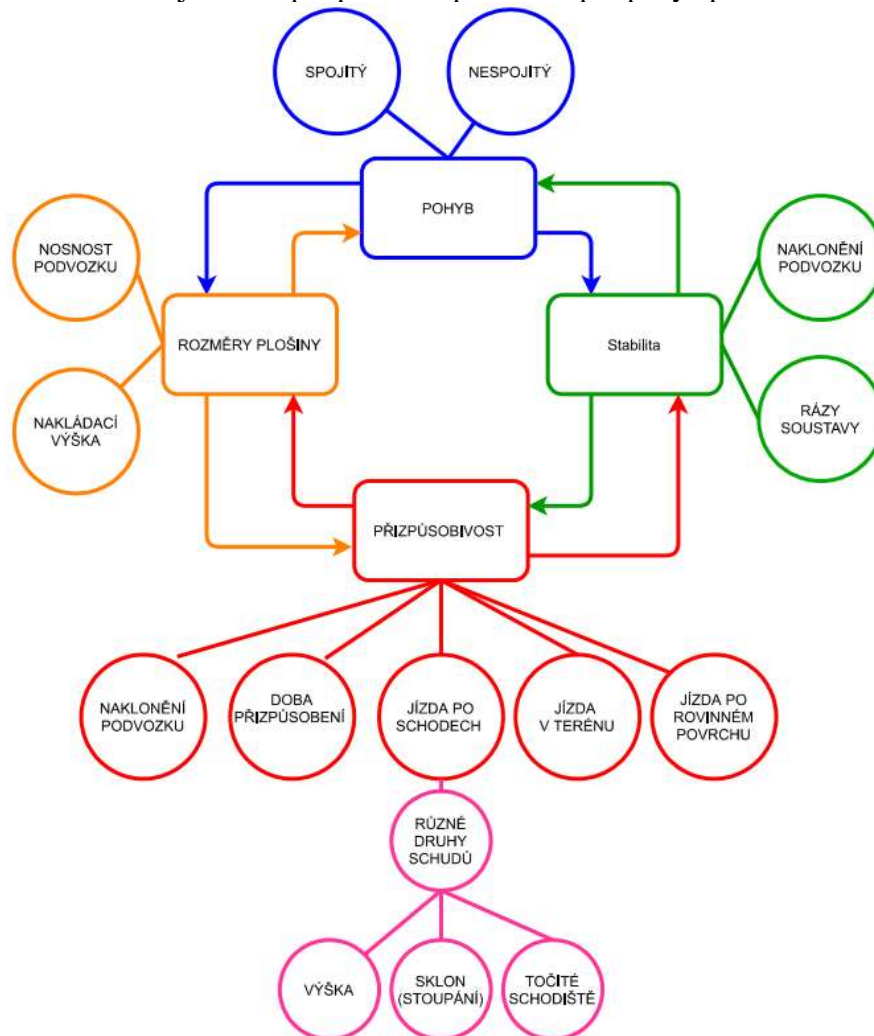 SPOJITÝ
NESPOJITÝ
POHYB
NOSNOST
PODVOZKU
NAKLONĚNÍ
PODVOZKU
ROZMĚRY PLOŠINY
Stabilita
NAKLÁDACÍ
VÝŠKA
RÁZY
SOUSTAVY
PŘIZPŮSOBIVOST
NAKLONĚNÍ
PODVOZKU
DOBA
PŘIZPŮSOBENÍ
JÍZDA PO
SCHODECH
JÍZDA
V TERÉNU
JÍZDA PO
ROVINNÉM
POVRCHU
RŮZNÉ
DRUHY
SCHUDŮ
VÝŠKA
SKLON
(STOUPÁNÍ)
TOČITÉ
SCHODIŠTĚ